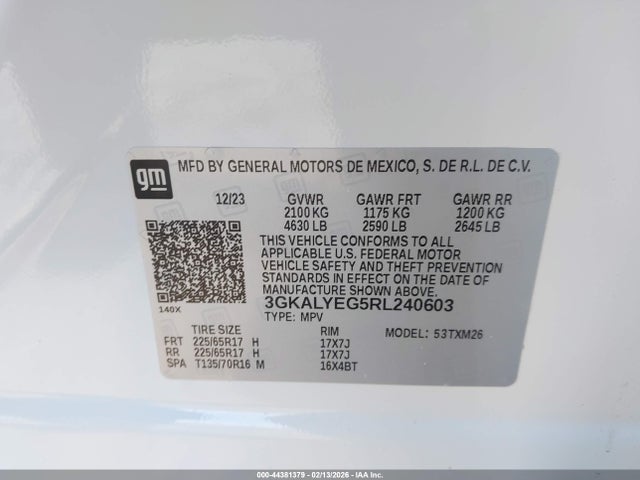 gm
MFD BY GENERAL MOTORS DE MEXICO, S. DE R.L. DE C.V.
12/23 GVWR GAWR FRT GAWR RR
2100 KG 1175 KG 1200 KG
4630 LB 2590 LB 2645 LB
THIS VEHICLE CONFORMS TO ALL
APPLICABLE U.S. FEDERAL MOTOR
VEHICLE SAFETY AND THEFT PREVENTION
STANDARDS IN EFFECT ON THE DATE OF
MANUFACTURE SHOWN ABOVE.
140X
3GKALYEG5RL240603
TYPE: MPV
TIRE SIZE RIM MODEL: 53TXM26
FRT 225/65R17 H 17X7J
RR 225/65R17 H 17X7J
SPA T135/70R16 M 16X4BT
000-44381379 - 02/13/2026 - Copyright IAA, Inc.